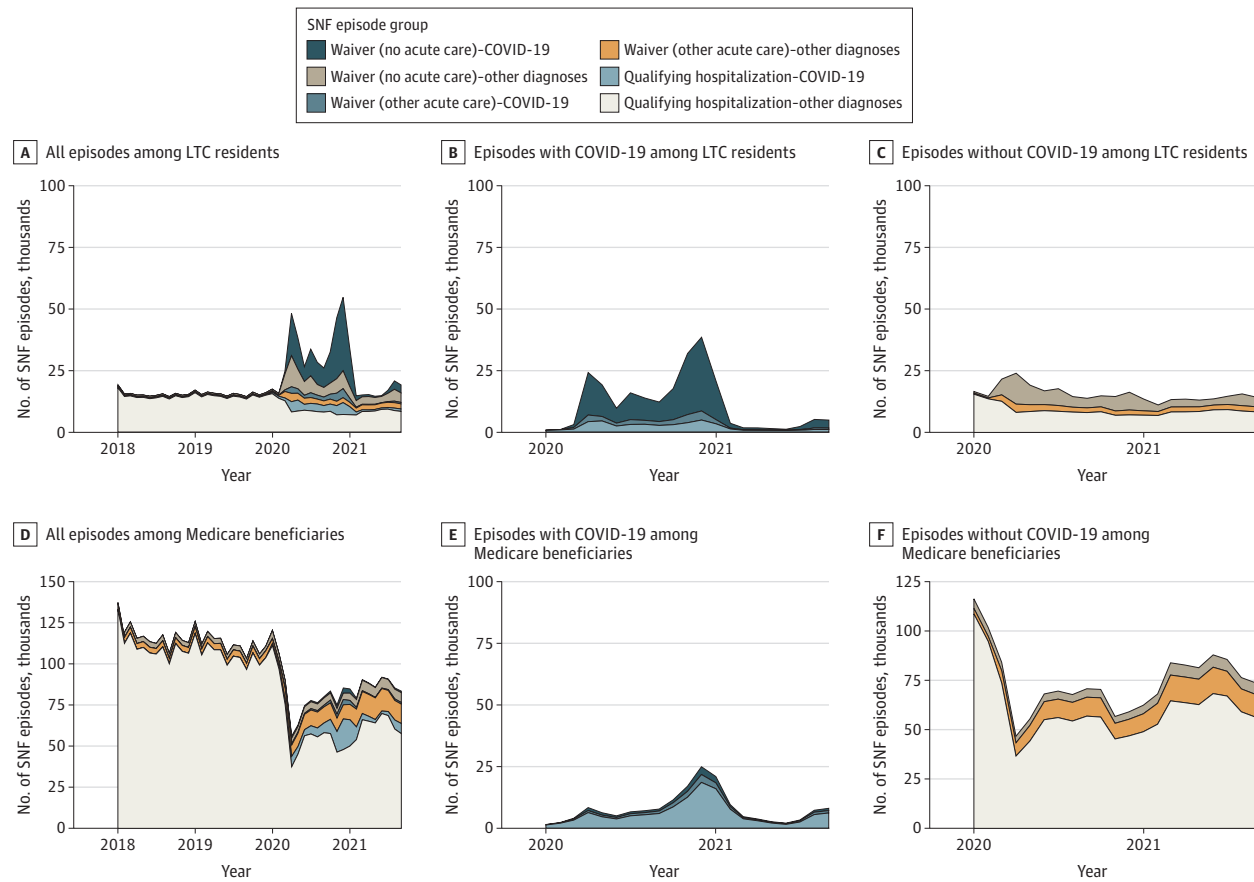 SNF episode group
Waiver (no acute care)-COVID-19
Waiver (other acute care)-other diagnoses
Waiver (no acute care)-other diagnoses
Qualifying hospitalization-COVID-19
Waiver (other acute care)-COVID-19
Qualifying hospitalization-other diagnoses
A All episodes among LTC residents
100
75
50
25
0
No. of SNF episodes, thousands
2018 2019 2020 2021
Year
B Episodes with COVID-19 among LTC residents
100
75
50
25
0
No. of SNF episodes, thousands
2020 2021
Year
C Episodes without COVID-19 among LTC residents
100
75
50
25
0
No. of SNF episodes, thousands
2020 2021
Year
D All episodes among Medicare beneficiaries
150
125
100
75
50
25
0
No. of SNF episodes, thousands
2018 2019 2020 2021
Year
E Episodes with COVID-19 among
Medicare beneficiaries
100
75
50
25
0
No. of SNF episodes, thousands
2020 2021
Year
F Episodes without COVID-19 among
Medicare beneficiaries
125
100
75
50
25
0
No. of SNF episodes, thousands
2020 2021
Year